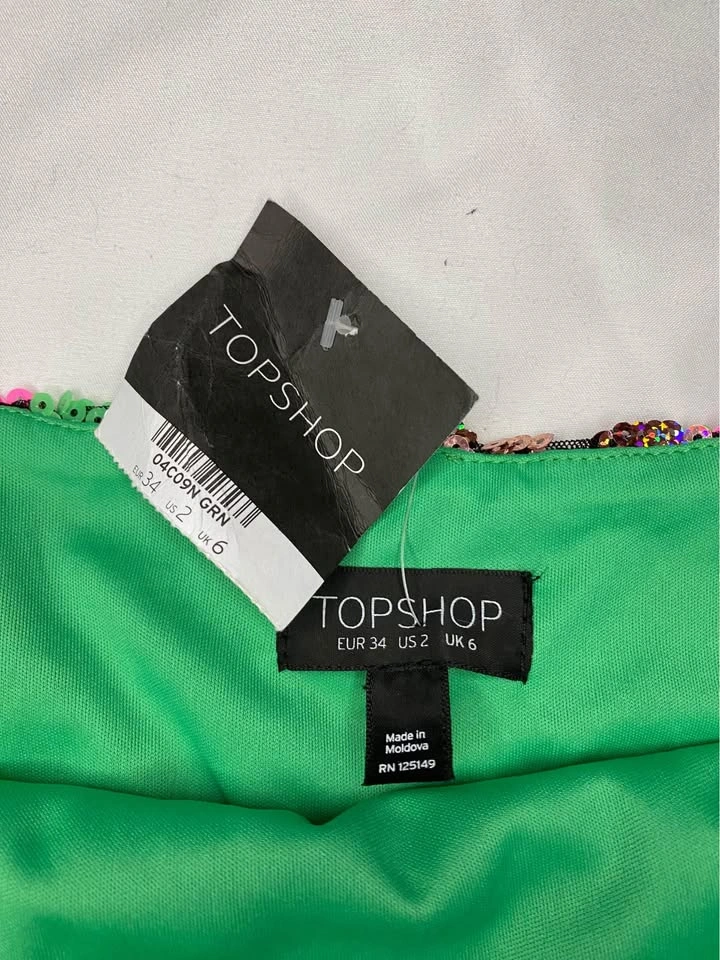 TOPSHOP
04C09N GRN
EUR 34 US 2 UK 6
TOPSHOP
EUR 34 US 2 UK 6
Made in
Moldova
RN 125149